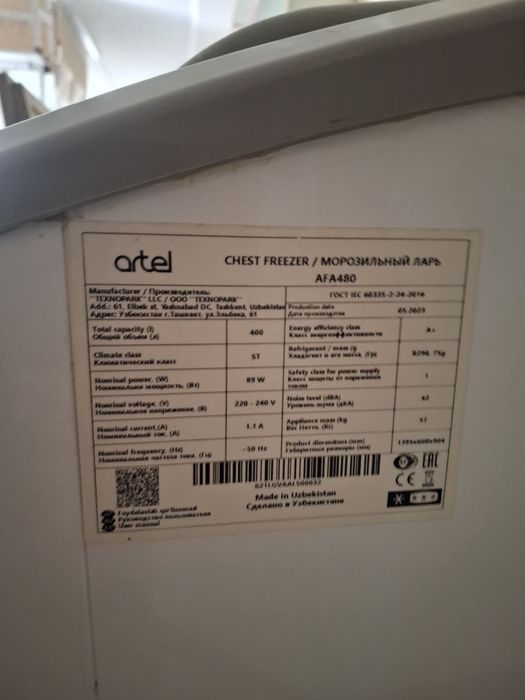 artel
CHEST FREEZER / МОРОЗИЛЬНЫЙ ЛАРЬ
AFA480
Manufacturer / Производитель:
"TEXNOPARK" LLC / ООО "TEXNOPARK"
Add.: 61, Elbek st, Yashnabad DC, Tashkent, Uzbekistan
Адрес: Узбекистан г.Ташкент, ул.Эльбека, 61
ГОСТ IEC 60335-2-24-2016
Production date
Дата производства
05.2023
Total capacity (l)
Общий объем (л)
400
Energy efficiency class
Класс энергоэффективности
A+
Climate class
Климатический класс
ST
Refrigerant / mass (g)
Хладагент и его масса, (гр)
Nominal power, (W)
Номинальная мощность, (Вт)
89 W
Safety class for power supply
Класс защиты от поражения
током
I
Nominal voltage, (V)
Номинальное напряжение, (В)
220 - 240 V
Noise level (dBA)
Уровень шума (дБА)
42
Nominal current,(A)
Номинальный ток, (А)
1.1 A
Appliance mass (kg)
Вес Нетто, (Кг)
57
Nominal frequency, (Hz)
Номинальная частота тока, (Гц)
~50 Hz
Product dimensions (mm)
Габаритные размеры (мм)
EAC
CE
Made in Uzbekistan
Сделано в Узбекистане
Foydalanish qo'llanmasi
Руководство пользователя
User manual